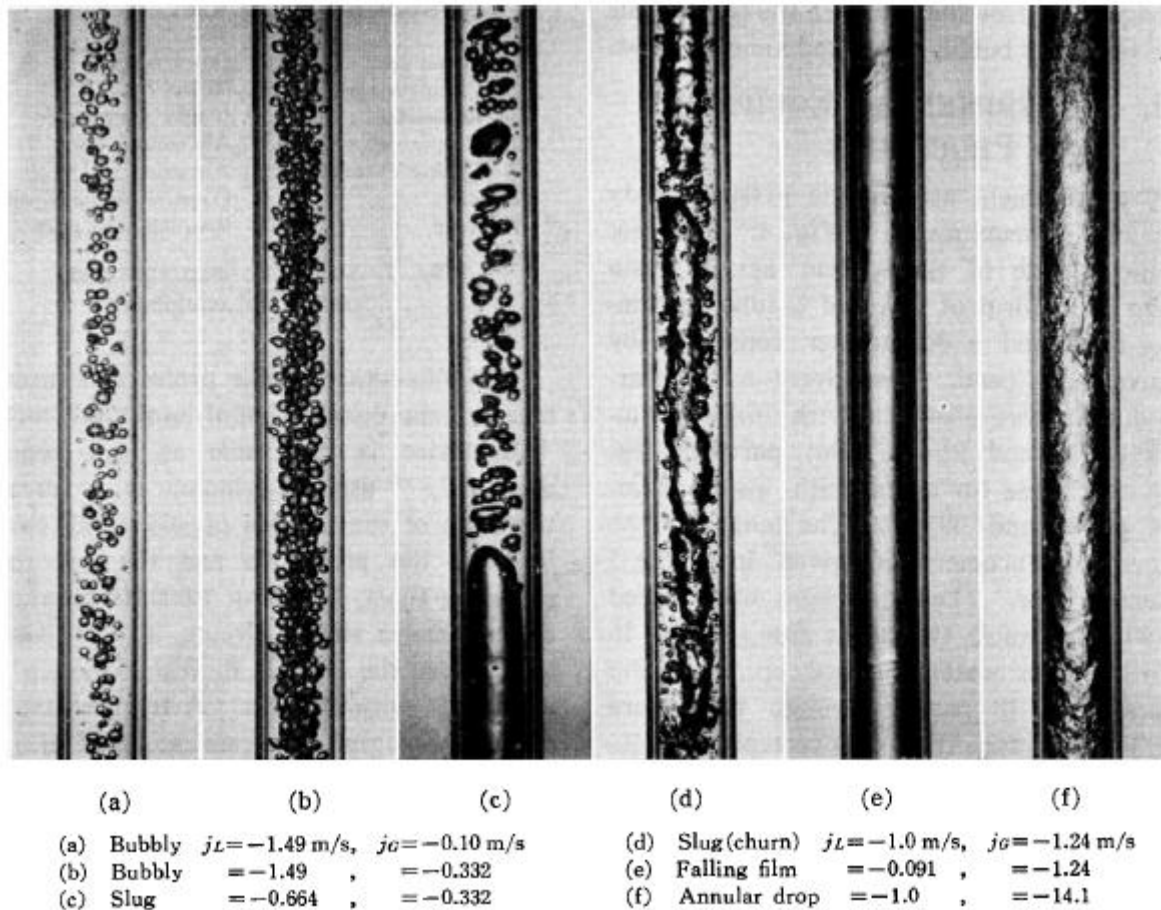 (a) (b) (c) (d) (e) (f)
(a) Bubbly jL=−1.49 m/s, jG=−0.10 m/s
(b) Bubbly =−1.49 , =−0.332
(c) Slug =−0.664 , =−0.332
(d) Slug(churn) jL=−1.0 m/s, jG=−1.24 m/s
(e) Falling film =−0.091 , =−1.24
(f) Annular drop =−1.0 , =−14.1